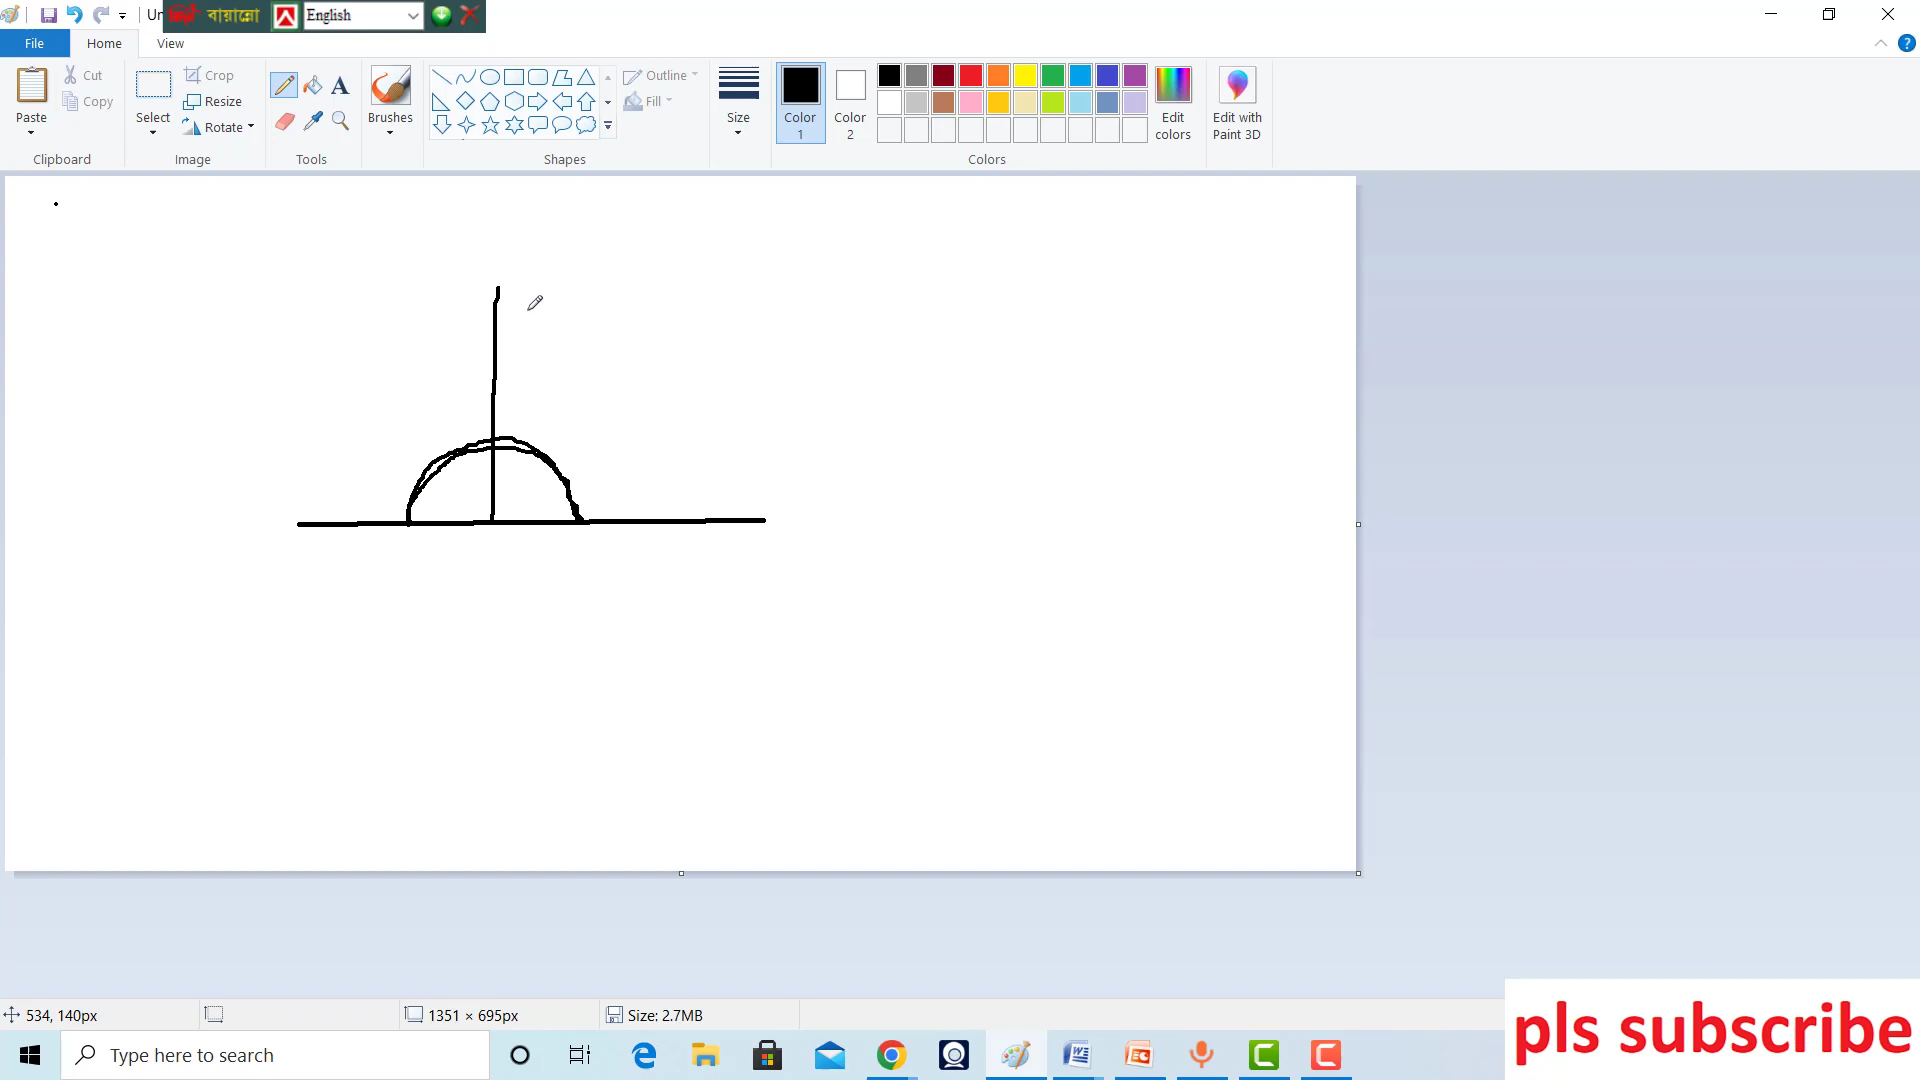 Un বায়ান্নো English
File Home View
Paste Cut Copy Clipboard
Select Crop Resize Rotate Image
Tools
Brushes
Outline Fill Shapes
Size
Color 1 Color 2 Edit colors Colors
Edit with Paint 3D
534, 140px 1351 × 695px Size: 2.7MB
pls subscribe
Type here to search